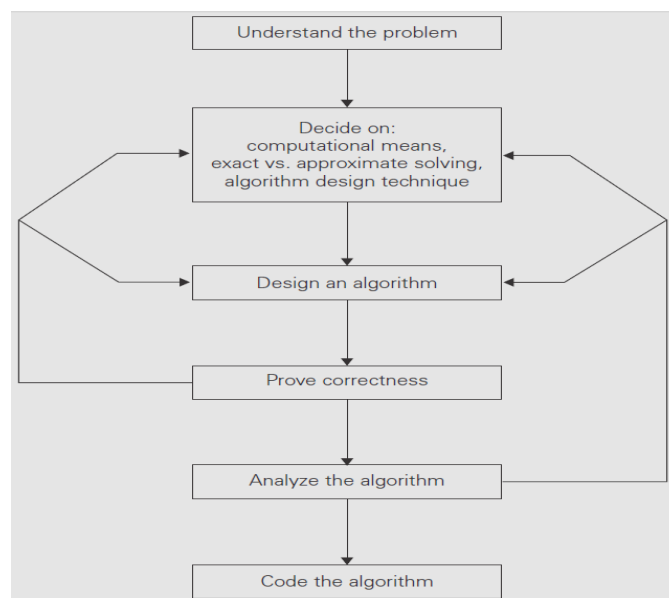 Understand the problem
Decide on:
computational means,
exact vs. approximate solving,
algorithm design technique
Design an algorithm
Prove correctness
Analyze the algorithm
Code the algorithm